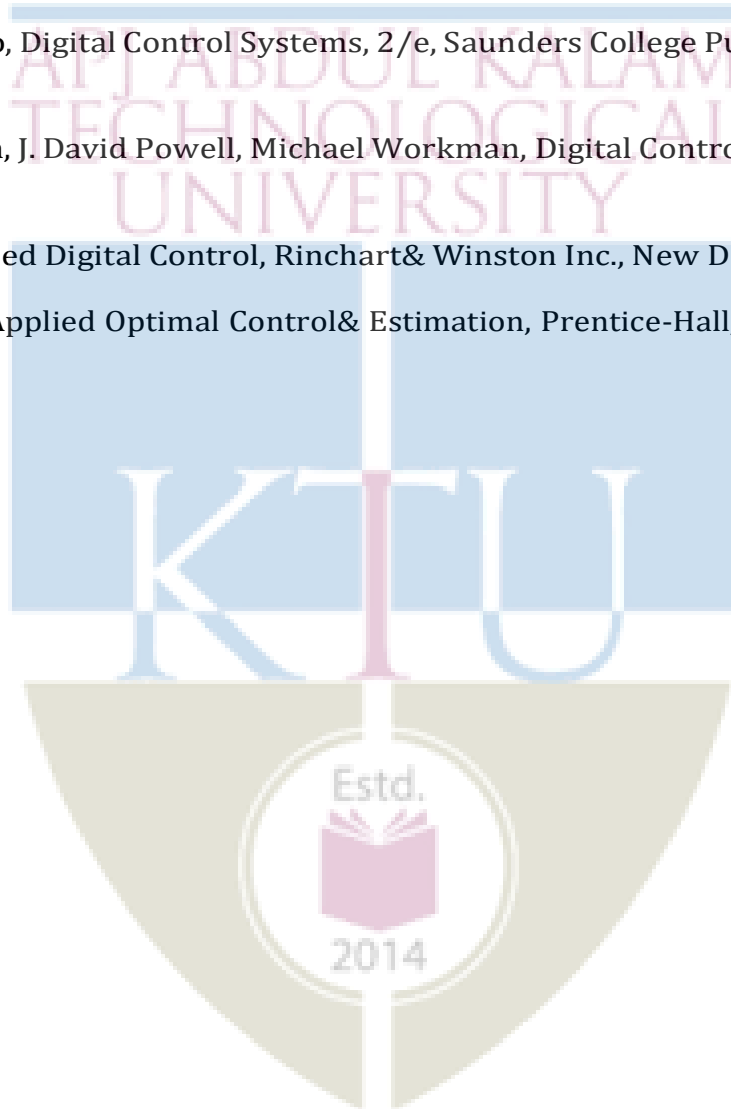 o, Digital Control Systems, 2/e, Saunders College Pu
APJ ABDUL KALAM
TECHNOLOGICAL
, J. David Powell, Michael Workman, Digital Contro
UNIVERSITY
ed Digital Control, Rinchart& Winston Inc., New D
Applied Optimal Control& Estimation, Prentice-Hall,
KTU
Estd.
2014